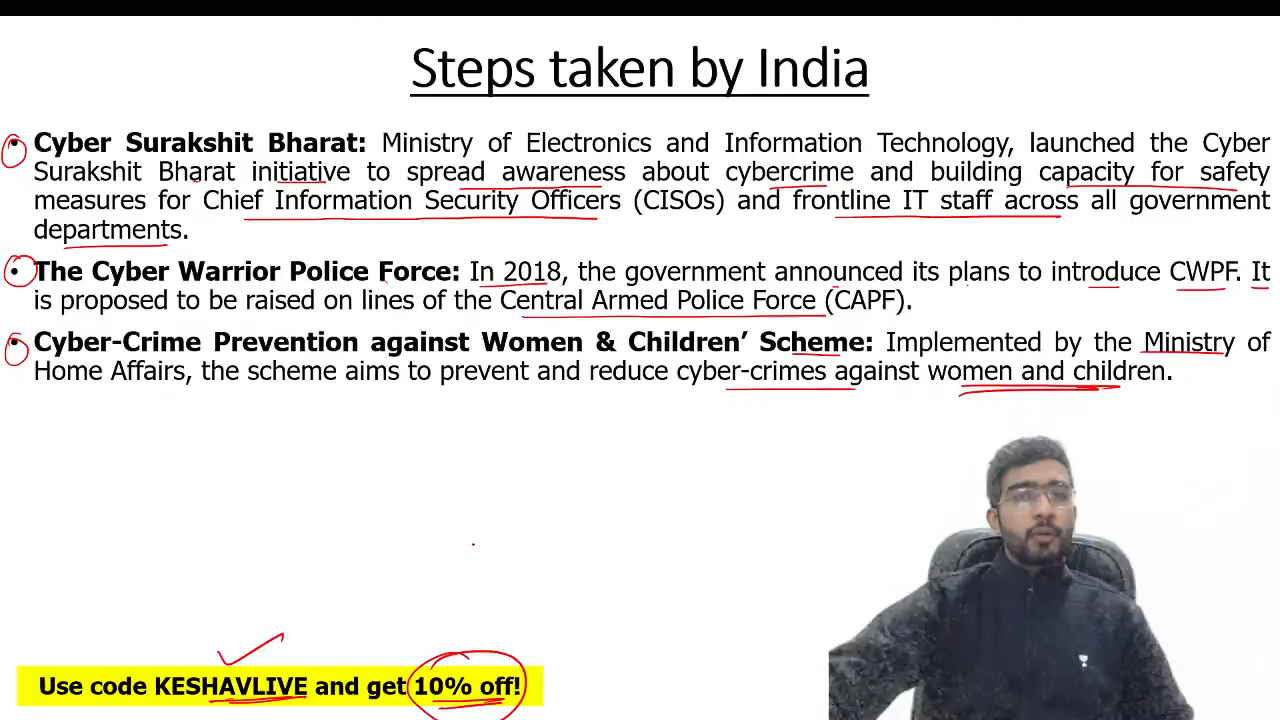 Steps taken by India
• Cyber Surakshit Bharat: Ministry of Electronics and Information Technology, launched the Cyber
Surakshit Bharat initiative to spread awareness about cybercrime and building capacity for safety
measures for Chief Information Security Officers (CISOs) and frontline IT staff across all government
departments.
• The Cyber Warrior Police Force: In 2018, the government announced its plans to introduce CWPF. It
is proposed to be raised on lines of the Central Armed Police Force (CAPF).
• Cyber-Crime Prevention against Women & Children’ Scheme: Implemented by the Ministry of
Home Affairs, the scheme aims to prevent and reduce cyber-crimes against women and children.
Use code KESHAVLIVE and get 10% off!